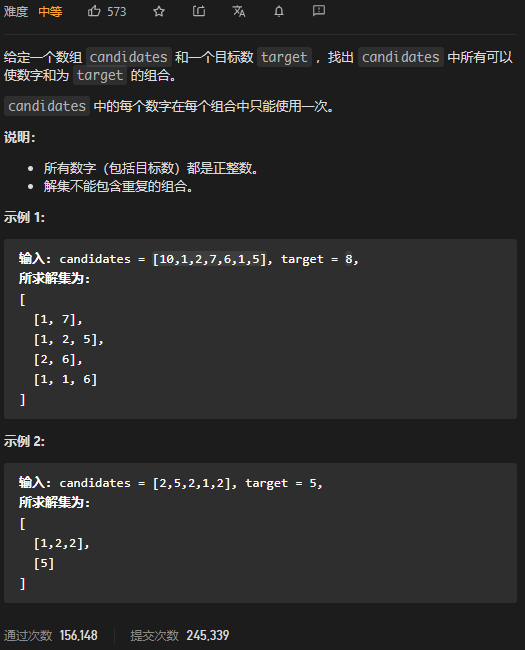 难度 中等 573
给定一个数组 candidates 和一个目标数 target ，找出 candidates 中所有可以
使数字和为 target 的组合。
candidates 中的每个数字在每个组合中只能使用一次。
说明：
所有数字（包括目标数）都是正整数。
解集不能包含重复的组合。
示例 1:
输入: candidates = [10,1,2,7,6,1,5], target = 8,
所求解集为:
[
[1, 7],
[1, 2, 5],
[2, 6],
[1, 1, 6]
]
示例 2:
输入: candidates = [2,5,2,1,2], target = 5,
所求解集为:
[
[1,2,2],
[5]
]
通过次数 156,148 提交次数 245,339